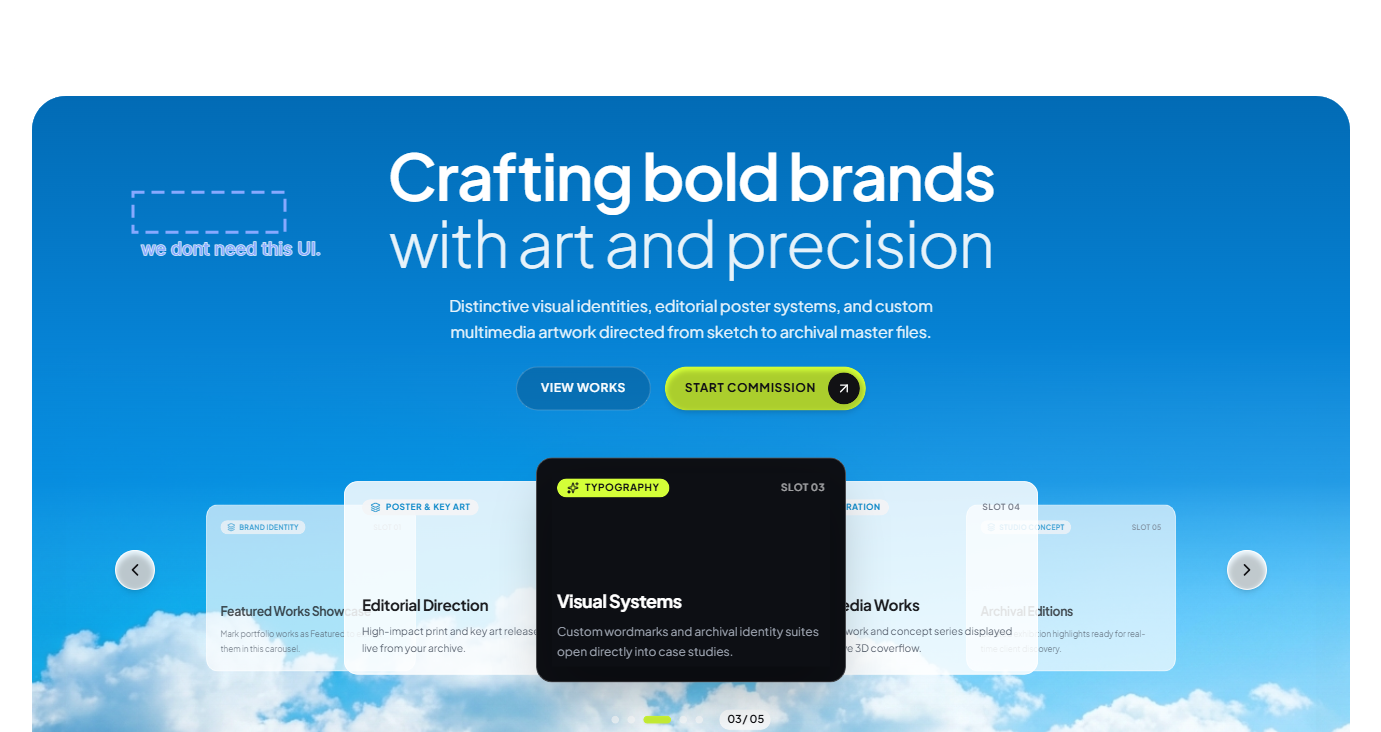 Crafting bold brands
with art and precision
we dont need this UI.
Distinctive visual identities, editorial poster systems, and custom
multimedia artwork directed from sketch to archival master files.
VIEW WORKS
START COMMISSION
BRAND IDENTITY
Featured Works Showcase
Mark portfolio works as Featured
them in this carousel.
POSTER & KEY ART
Editorial Direction
High-impact print and key art release
live from your archive.
TYPOGRAPHY
SLOT 03
Visual Systems
Custom wordmarks and archival identity suites
open directly into case studies.
RATION
SLOT 04
edia Works
work and concept series displayed
e 3D coverflow.
STUDIO CONCEPT
SLOT 05
Archival Editions
highlights ready for real-
03 / 05